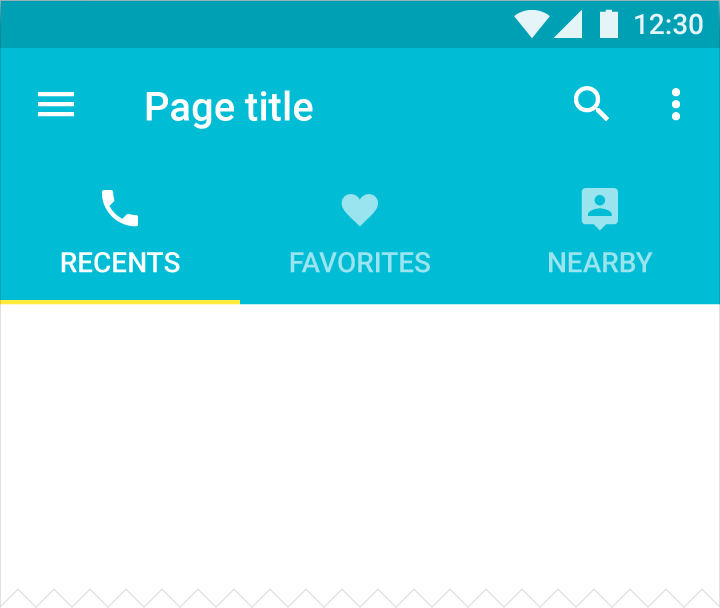 12:30
Page title
RECENTS FAVORITES NEARBY